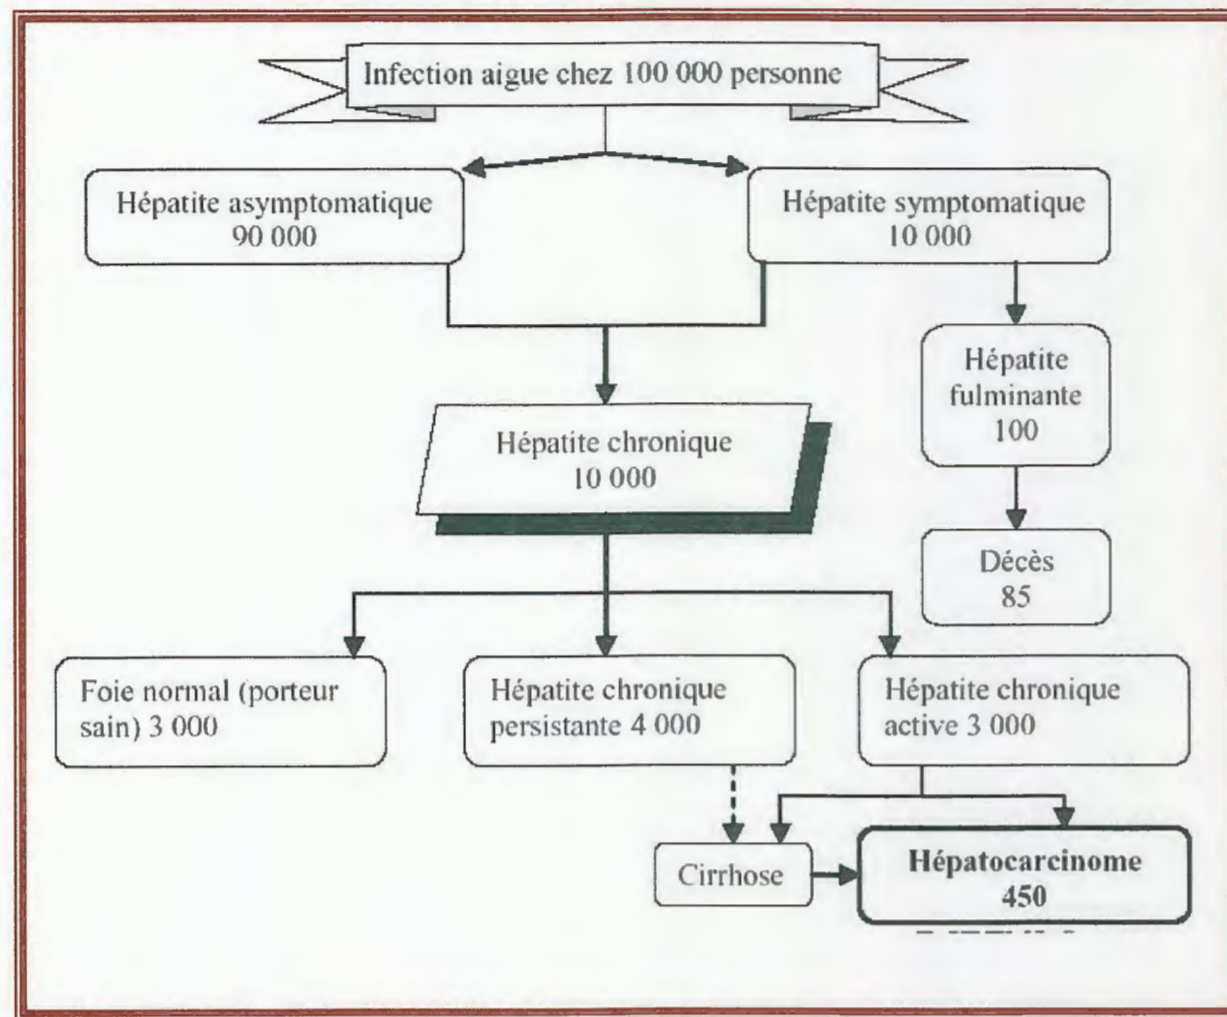 Infection aigue chez 100 000 personne
Hépatite asymptomatique
90 000
Hépatite symptomatique
10 000
Hépatite
fulminante
100
Hépatite chronique
10 000
Décès
85
Foie normal (porteur
sain) 3 000
Hépatite chronique
persistante 4 000
Hépatite chronique
active 3 000
Cirrhose
Hépatocarcinome
450